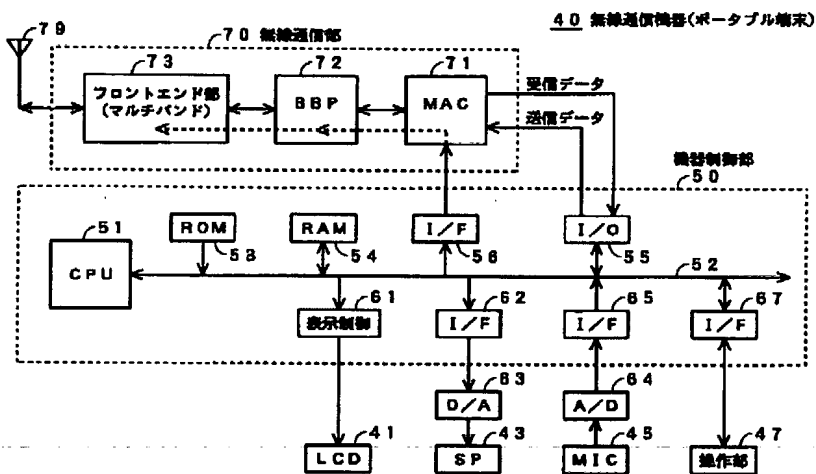 40 無線通信機器(ポータブル端末)
79
70 無線通信部
73
72
71
フロントエンド部
(マルチバンド)
BBP
MAC
受信データ
送信データ
機器制御部
50
51
CPU
ROM
53
RAM
54
I/F
56
I/O
55
52
61
表示制御
62
I/F
65
I/F
67
I/F
63
D/A
64
A/D
41
LCD
43
SP
45
MIC
47
操作部